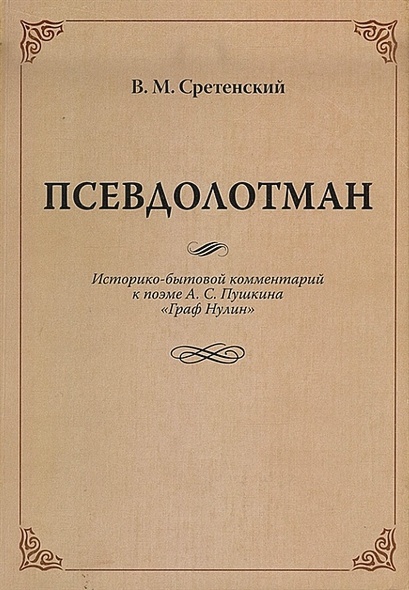 В. М. Сретенский
ПСЕВДОЛОТМАН
Историко-бытовой комментарий
к поэме А. С. Пушкина
«Граф Нулин»